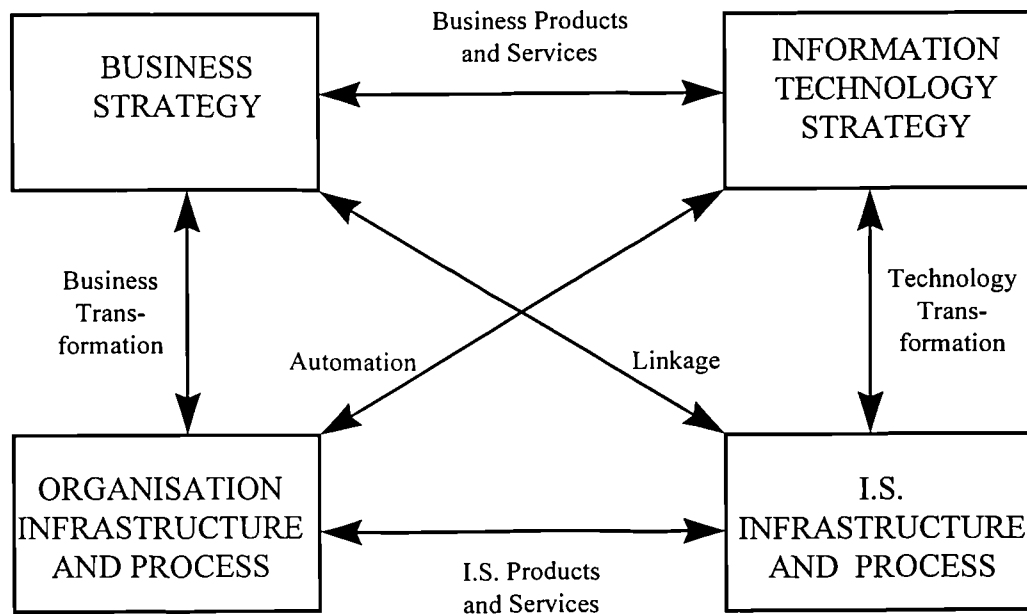 Business Products
and Services
BUSINESS
STRATEGY
INFORMATION
TECHNOLOGY
STRATEGY
Business
Trans-
formation
Automation
Linkage
Technology
Trans-
formation
ORGANISATION
INFRASTRUCTURE
AND PROCESS
I.S.
INFRASTRUCTURE
AND PROCESS
I.S. Products
and Services